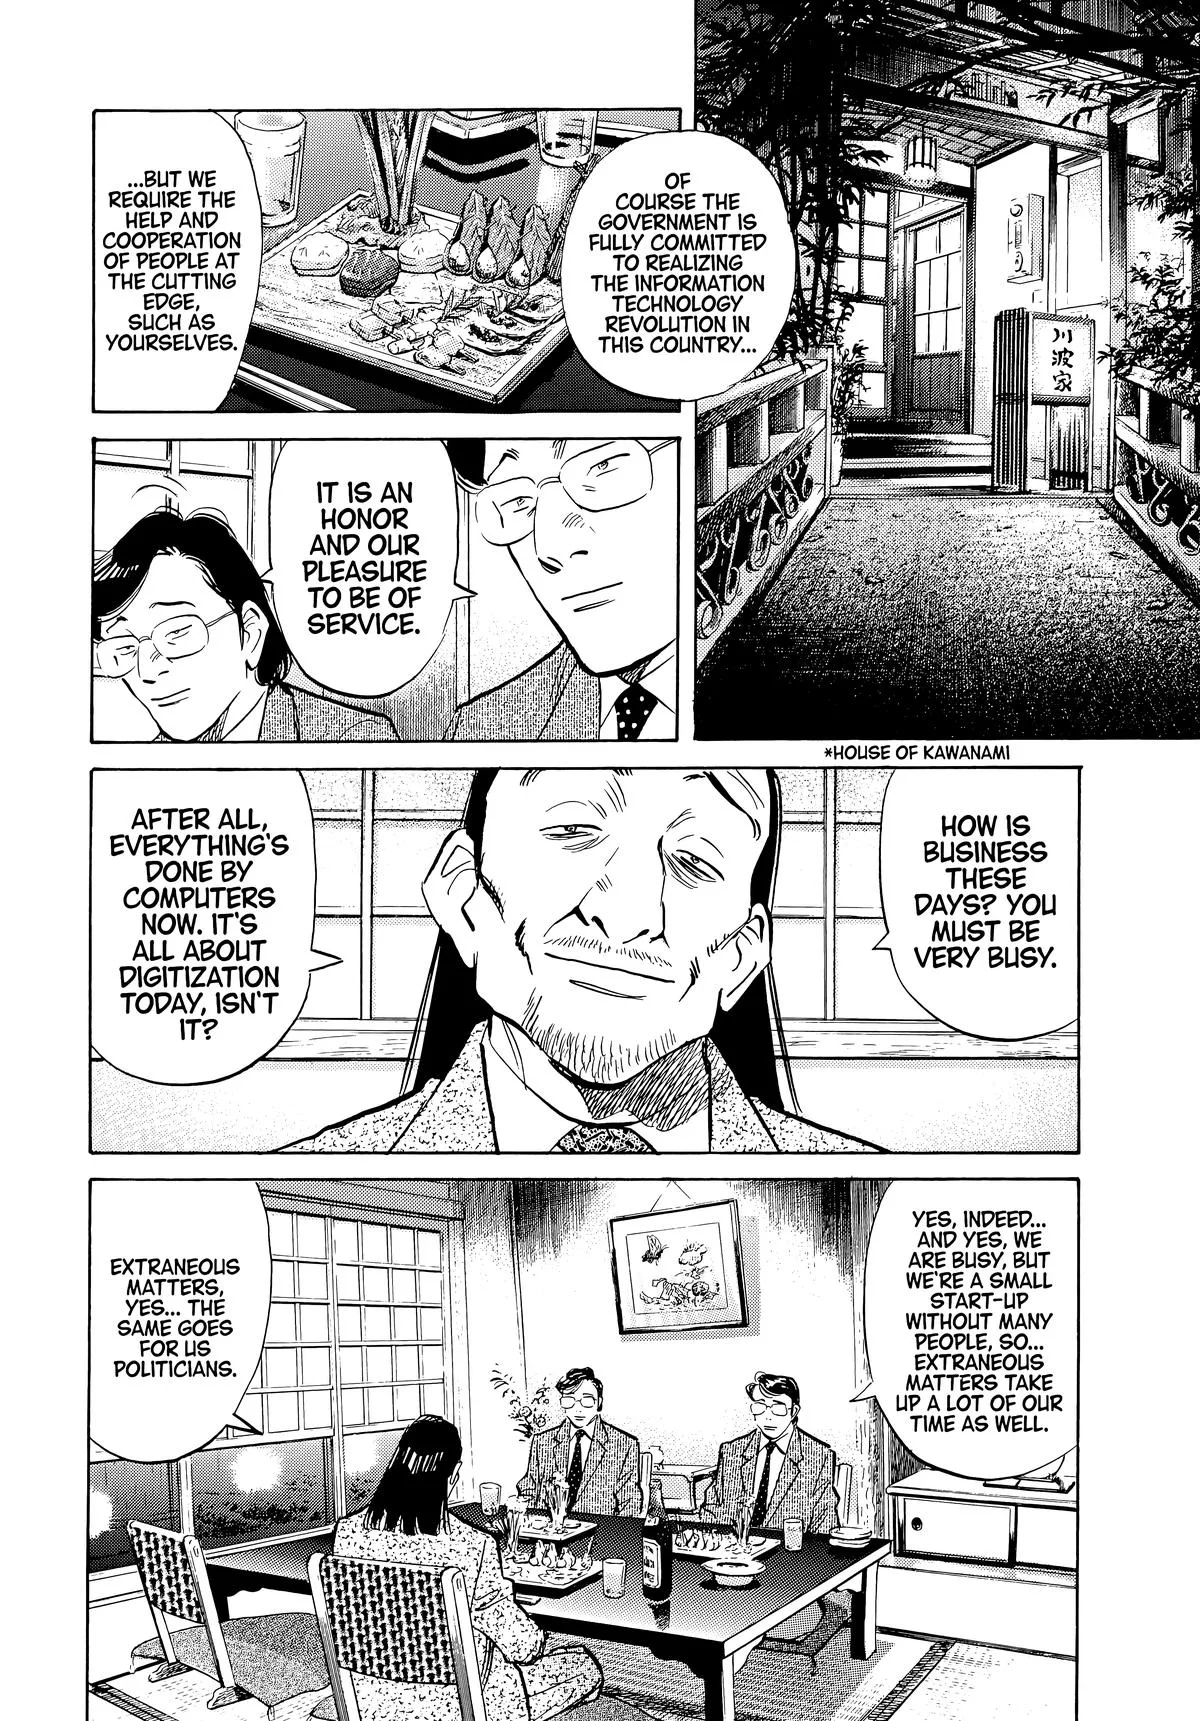 川波家
*HOUSE OF KAWANAMI
OF
COURSE THE
GOVERNMENT IS
FULLY COMMITTED
TO REALIZING
THE INFORMATION
TECHNOLOGY
REVOLUTION IN
THIS COUNTRY...
...BUT WE
REQUIRE THE
HELP AND
COOPERATION
OF PEOPLE AT
THE CUTTING
EDGE,
SUCH AS
YOURSELVES.
IT IS AN
HONOR
AND OUR
PLEASURE
TO BE OF
SERVICE.
HOW IS
BUSINESS
THESE
DAYS? YOU
MUST BE
VERY BUSY.
AFTER ALL,
EVERYTHING'S
DONE BY
COMPUTERS
NOW. IT'S
ALL ABOUT
DIGITIZATION
TODAY, ISN'T
IT?
YES, INDEED...
AND YES, WE
ARE BUSY, BUT
WE'RE A SMALL
START-UP
WITHOUT MANY
PEOPLE, SO...
EXTRANEOUS
MATTERS TAKE
UP A LOT OF OUR
TIME AS WELL.
EXTRANEOUS
MATTERS,
YES... THE
SAME GOES
FOR US
POLITICIANS.